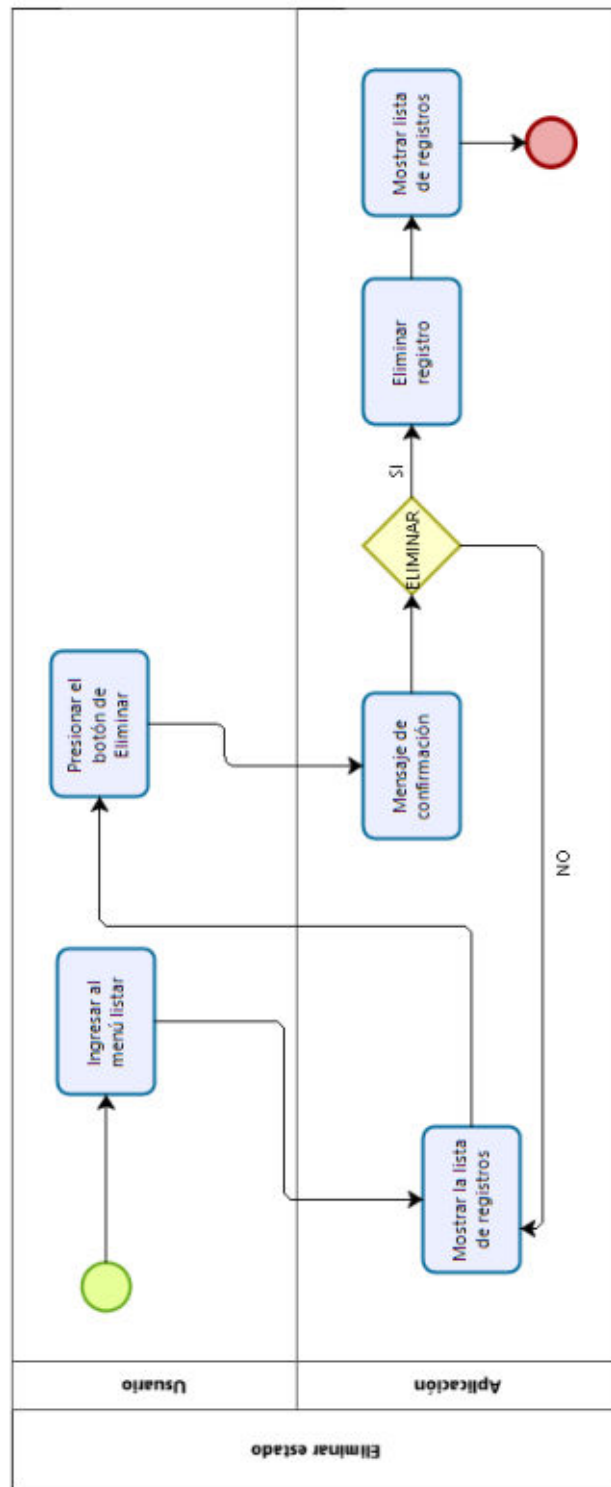 Eliminar estado
Usuario
Aplicación
Ingresar al
menú listar
Mostrar la lista
de registros
Presionar el
botón de
Eliminar
Mensaje de
confirmación
ELIMINAR
SI
NO
Eliminar
registro
Mostrar lista
de registros